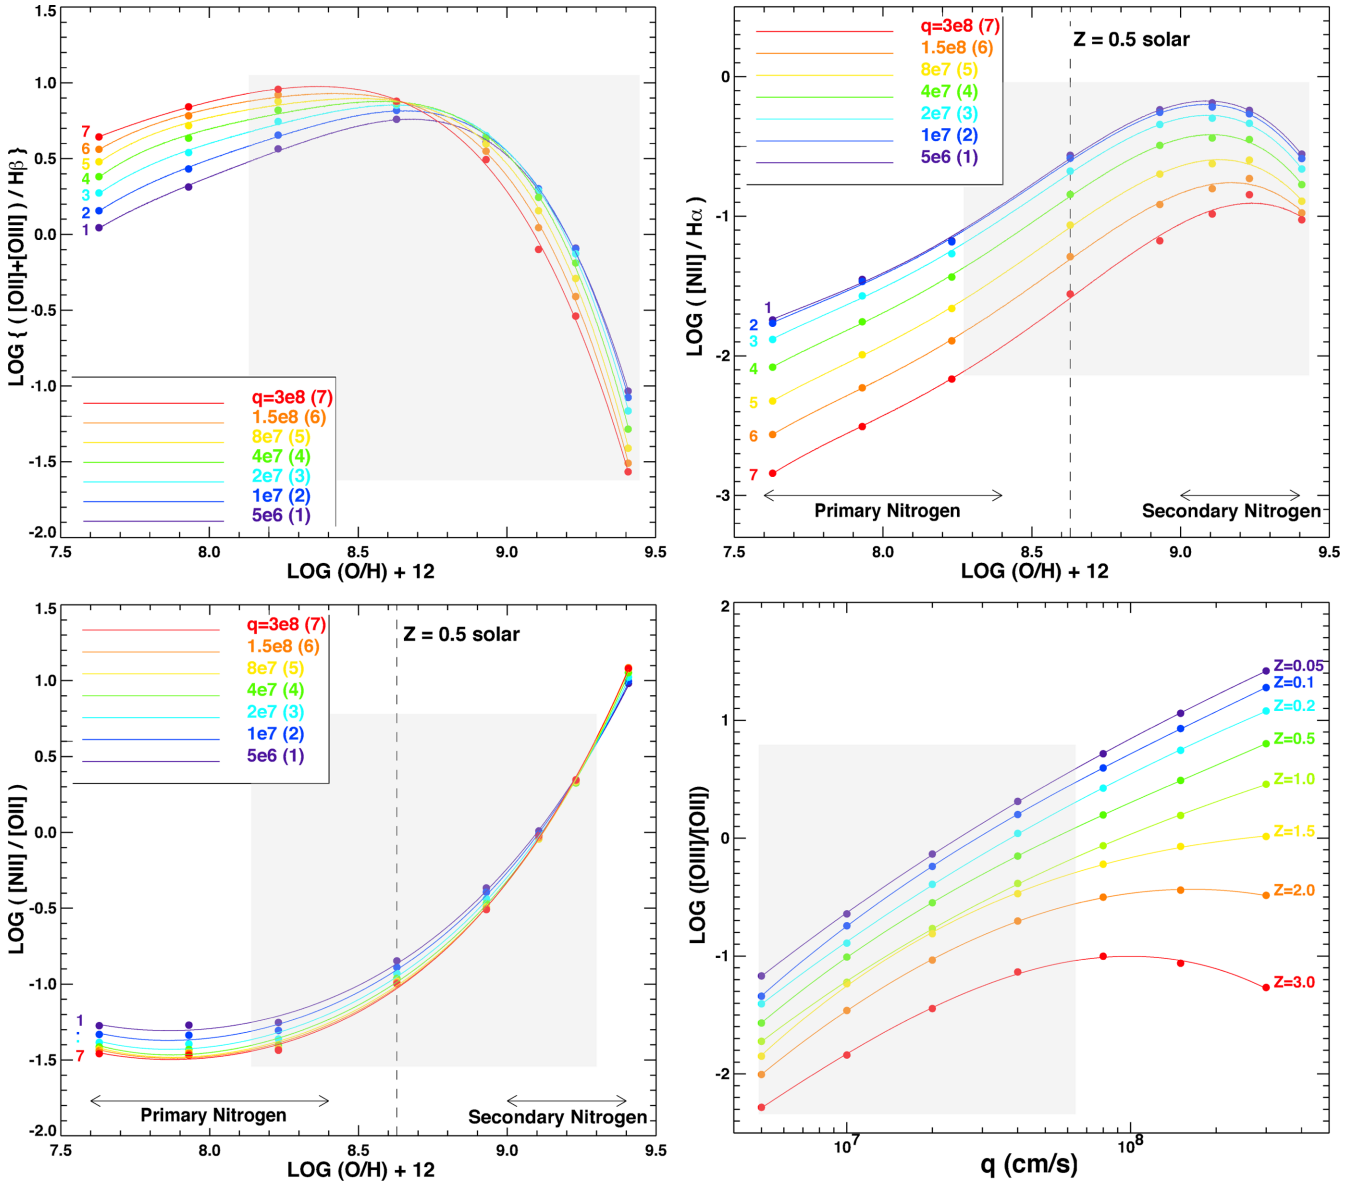 1.5
1.0
0.5
0.0
-0.5
-1.0
-1.5
-2.0
LOG { ( [OII]+[OIII] ) / Hβ }
7
6
5
4
3
2
1
q=3e8 (7)
1.5e8 (6)
8e7 (5)
4e7 (4)
2e7 (3)
1e7 (2)
5e6 (1)
7.5 8.0 8.5 9.0 9.5
LOG (O/H) + 12
0
-1
-2
-3
LOG ( [NII] / Hα )
q=3e8 (7)
1.5e8 (6)
8e7 (5)
4e7 (4)
2e7 (3)
1e7 (2)
5e6 (1)
Z = 0.5 solar
1
2
3
4
5
6
7
Primary Nitrogen
Secondary Nitrogen
7.5 8.0 8.5 9.0 9.5
LOG (O/H) + 12
1.5
1.0
0.5
0.0
-0.5
-1.0
-1.5
-2.0
LOG ( [NII] / [OII] )
q=3e8 (7)
1.5e8 (6)
8e7 (5)
4e7 (4)
2e7 (3)
1e7 (2)
5e6 (1)
Z = 0.5 solar
1
7
Primary Nitrogen
Secondary Nitrogen
7.5 8.0 8.5 9.0 9.5
LOG (O/H) + 12
2
1
0
-1
-2
LOG ([OIII]/[OII])
Z=0.05
Z=0.1
Z=0.2
Z=0.5
Z=1.0
Z=1.5
Z=2.0
Z=3.0
10⁷ 10⁸
q (cm/s)